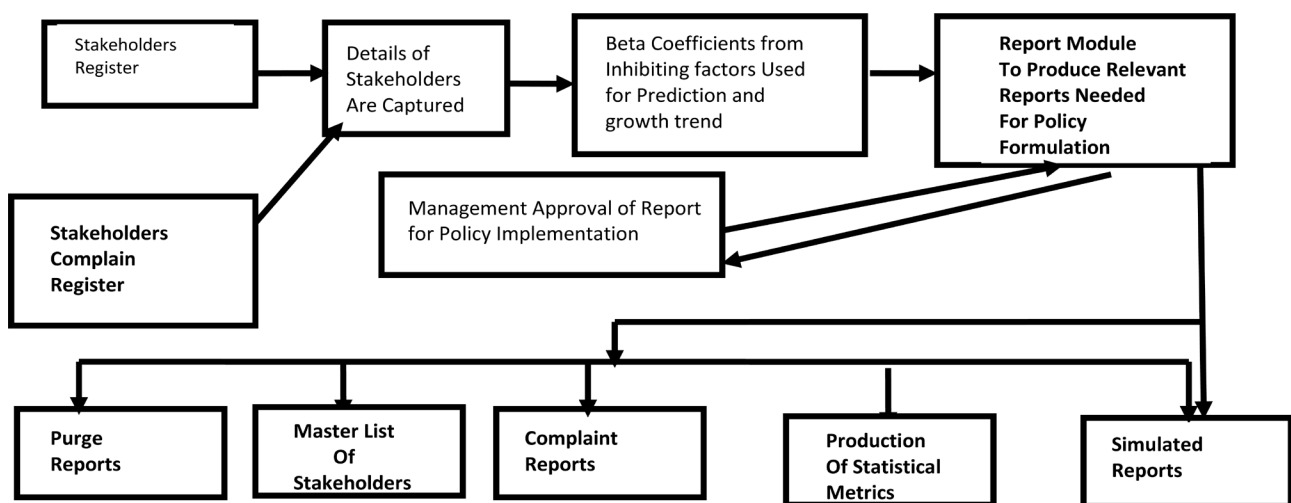 Stakeholders
Register
Details of
Stakeholders
Are Captured
Beta Coefficients from
Inhibiting factors Used
for Prediction and
growth trend
Report Module
To Produce Relevant
Reports Needed
For Policy
Formulation
Stakeholders
Complain
Register
Management Approval of Report
for Policy Implementation
Purge
Reports
Master List
Of
Stakeholders
Complaint
Reports
Production
Of Statistical
Metrics
Simulated
Reports